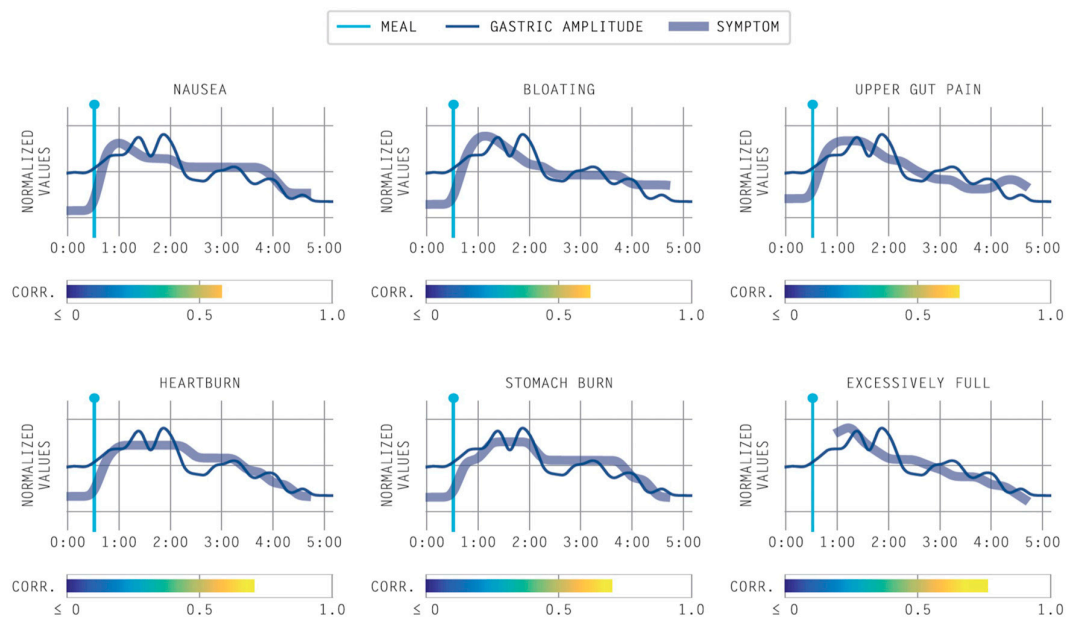 MEAL GASTRIC AMPLITUDE SYMPTOM
NAUSEA
NORMALIZED
VALUES
0:00 1:00 2:00 3:00 4:00 5:00
CORR.
≤ 0 0.5 1.0
BLOATING
NORMALIZED
VALUES
0:00 1:00 2:00 3:00 4:00 5:00
CORR.
≤ 0 0.5 1.0
UPPER GUT PAIN
NORMALIZED
VALUES
0:00 1:00 2:00 3:00 4:00 5:00
CORR.
≤ 0 0.5 1.0
HEARTBURN
NORMALIZED
VALUES
0:00 1:00 2:00 3:00 4:00 5:00
CORR.
≤ 0 0.5 1.0
STOMACH BURN
NORMALIZED
VALUES
0:00 1:00 2:00 3:00 4:00 5:00
CORR.
≤ 0 0.5 1.0
EXCESSIVELY FULL
NORMALIZED
VALUES
0:00 1:00 2:00 3:00 4:00 5:00
CORR.
≤ 0 0.5 1.0